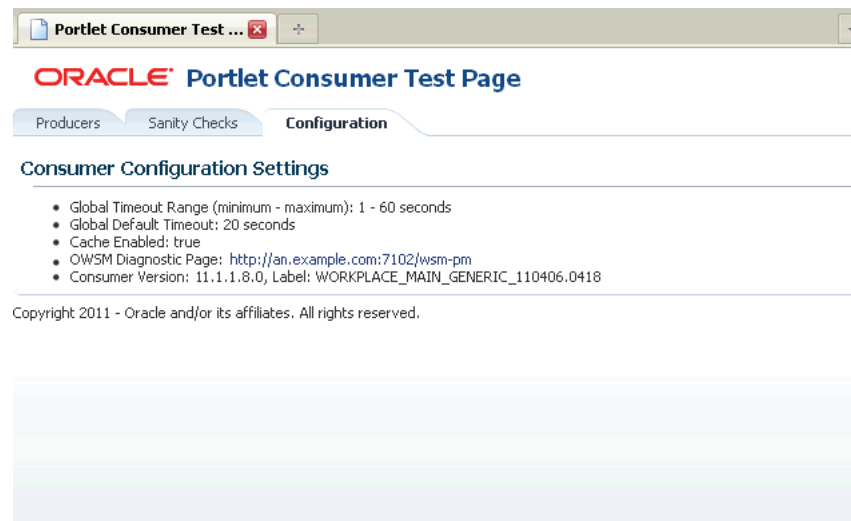 Portlet Consumer Test ...
ORACLE Portlet Consumer Test Page
Producers Sanity Checks Configuration
Consumer Configuration Settings
Global Timeout Range (minimum - maximum): 1 - 60 seconds
Global Default Timeout: 20 seconds
Cache Enabled: true
OWSM Diagnostic Page: http://an.example.com:7102/wsm-pm
Consumer Version: 11.1.1.8.0, Label: WORKPLACE_MAIN_GENERIC_110406.0418
Copyright 2011 - Oracle and/or its affiliates. All rights reserved.